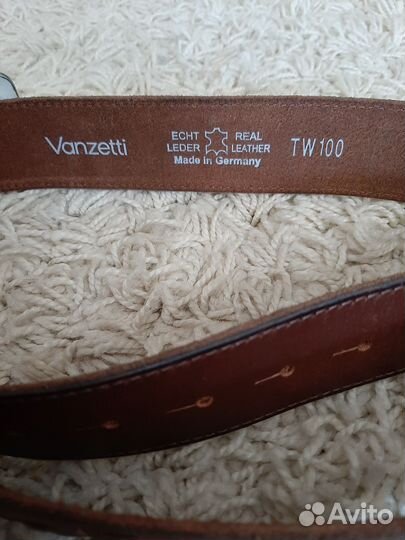 Vanzetti
ECHT REAL
LEDER LEATHER
Made in Germany
TW100
Avito